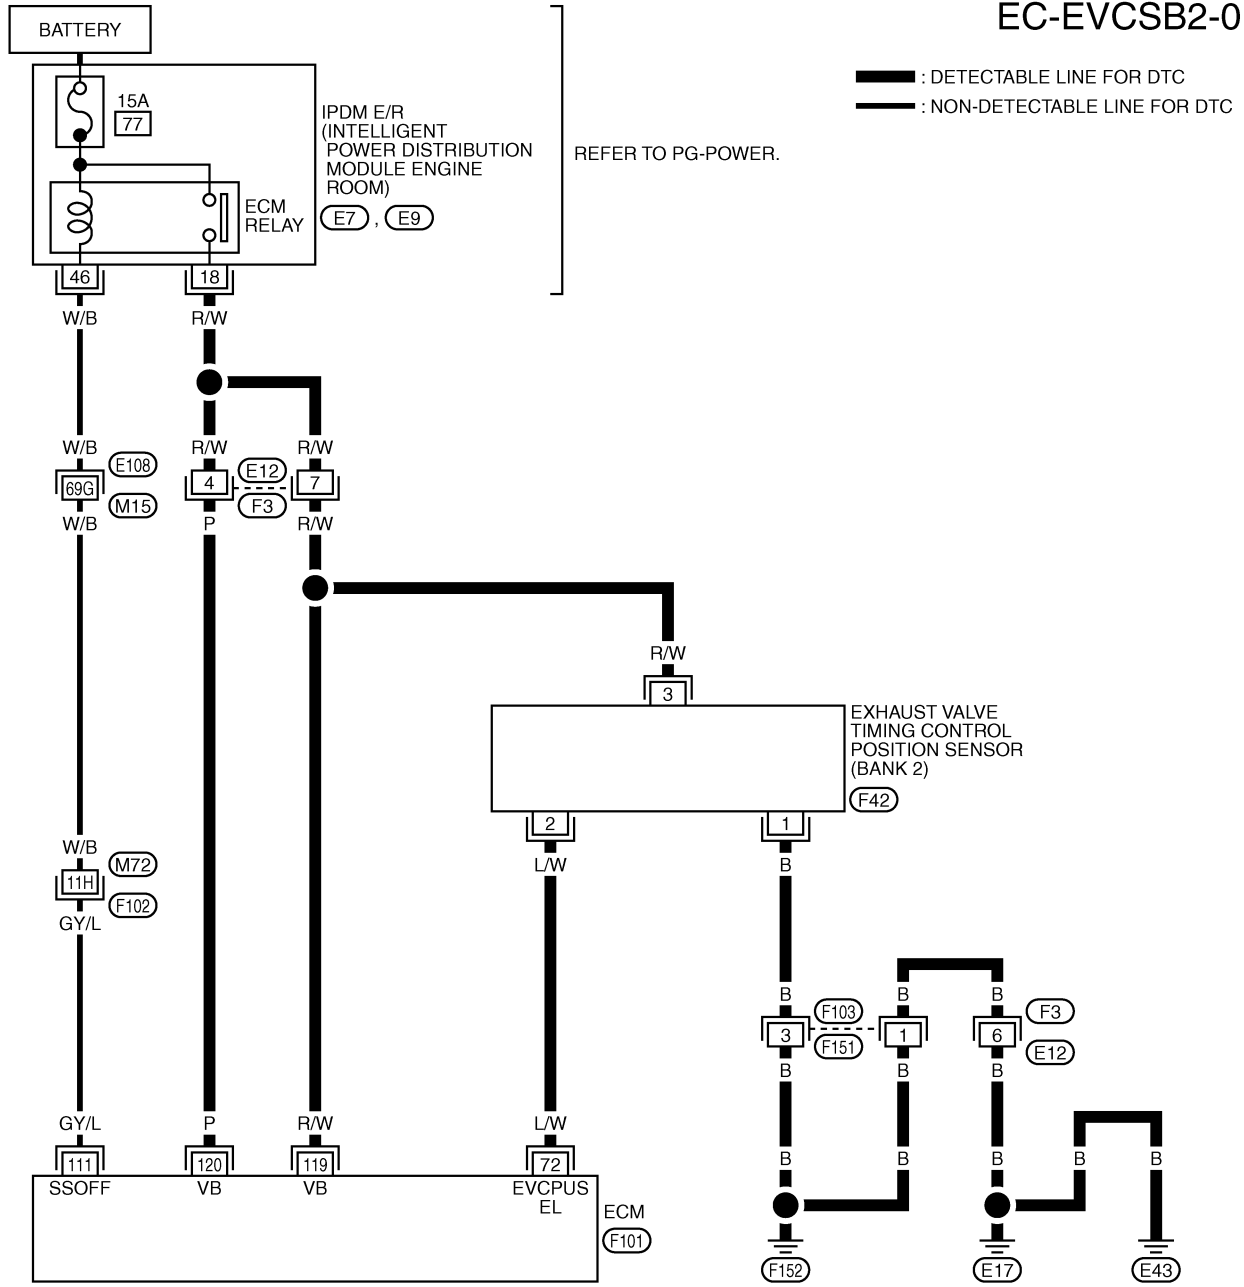 EC-EVCSB2-0
BATTERY
: DETECTABLE LINE FOR DTC
: NON-DETECTABLE LINE FOR DTC
15A
77
IPDM E/R
(INTELLIGENT
POWER DISTRIBUTION
MODULE ENGINE
ROOM)
E7 , E9
REFER TO PG-POWER.
ECM
RELAY
46 18
W/B R/W
W/B R/W R/W
E108
69G
M15
4
E12
F3
7
W/B P R/W
R/W
3
EXHAUST VALVE
TIMING CONTROL
POSITION SENSOR
(BANK 2)
F42
2 1
L/W B
W/B
M72
11H
F102
GY/L
B B B
3
F103
F151
1 6
F3
E12
B B B
GY/L P R/W L/W
B B B B
111 120 119 72
SSOFF VB VB EVCPUS
EL
ECM
F101
F152 E17 E43